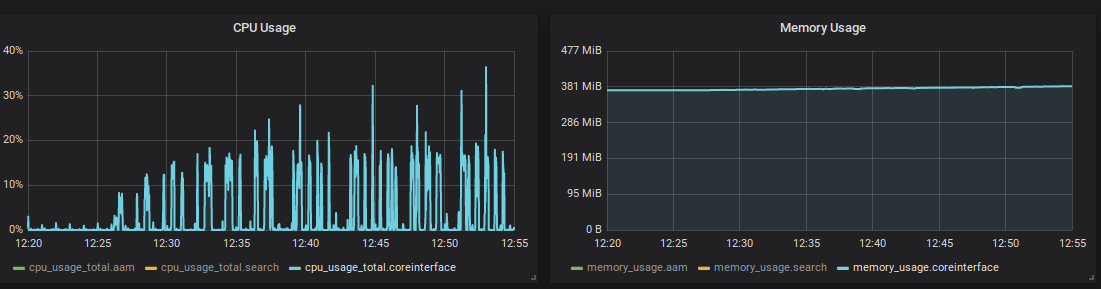 CPU Usage
40%
30%
20%
10%
0%
12:20 12:25 12:30 12:35 12:40 12:45 12:50 12:55
cpu_usage_total.aam cpu_usage_total.search cpu_usage_total.coreinterface
Memory Usage
477 MiB
381 MiB
286 MiB
191 MiB
95 MiB
0 B
12:20 12:25 12:30 12:35 12:40 12:45 12:50 12:55
memory_usage.aam memory_usage.search memory_usage.coreinterface